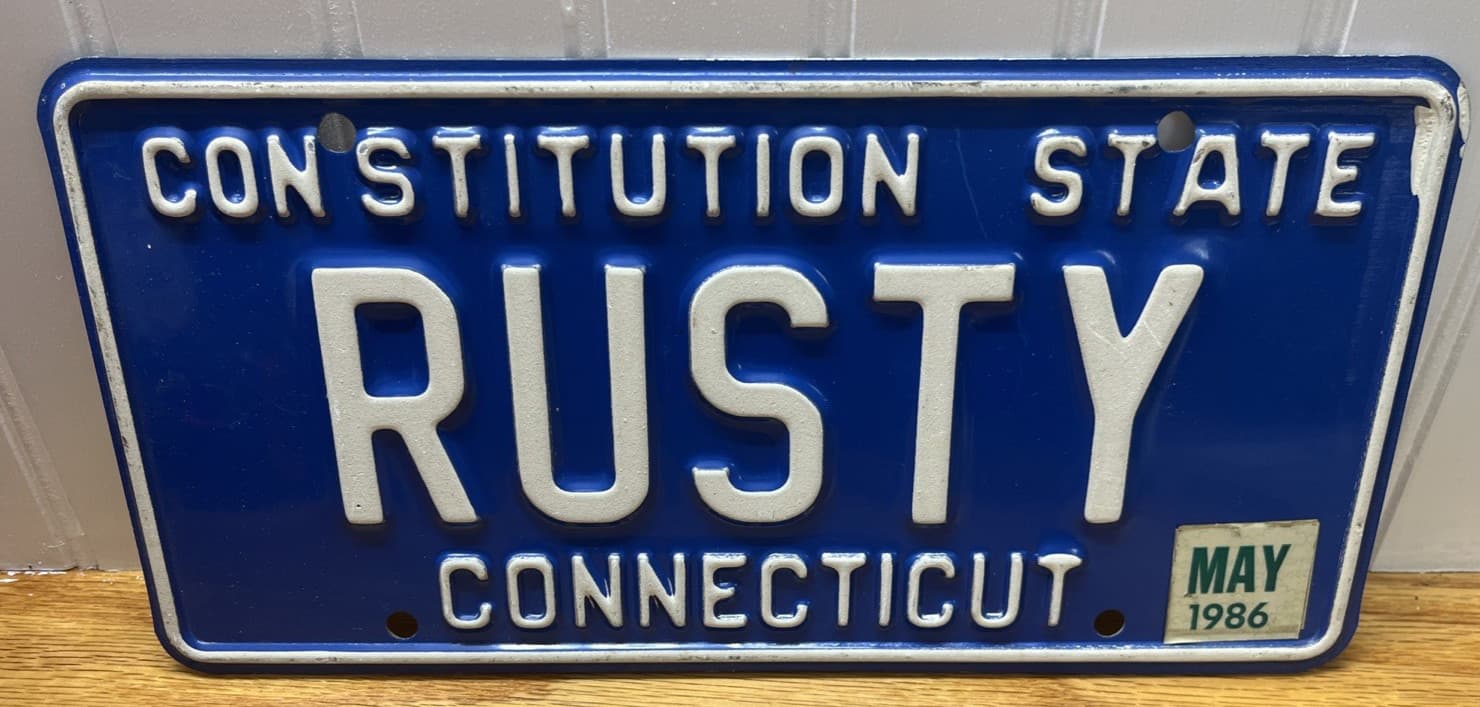 CONSTITUTION STATE
RUSTY
CONNECTICUT
MAY
1986